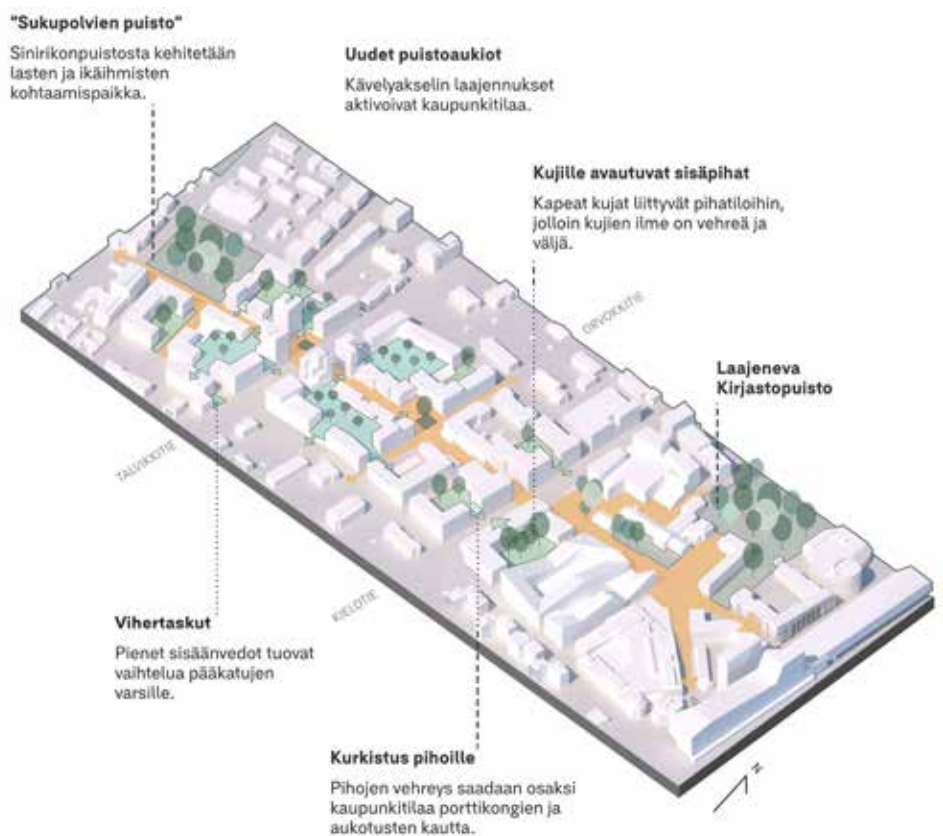 "Sukupolvien puisto"
Sinirikonpuistosta kehitetään
lasten ja ikäihmisten
kohtaamispaikka.
Uudet puistoaukiot
Kävelyakselin laajennukset
aktivoivat kaupunkitilaa.
Kujille avautuvat sisäpihat
Kapeat kujat liittyvät pihatiloihin,
jolloin kujien ilme on vehreä ja
väljä.
ORVOKKITIE
Laajeneva
Kirjastopuisto
TALVIKKITIE
KIELOTIE
Vihertaskut
Pienet sisäänvedot tuovat
vaihtelua pääkatujen
varsille.
Kurkistus pihoille
Pihojen vehreys saadaan osaksi
kaupunkitilaa porttikongien ja
aukotusten kautta.
N